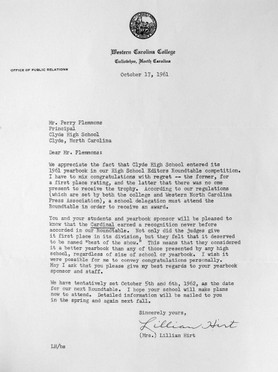 Western Carolina College
Cullowhee, North Carolina
OFFICE OF PUBLIC RELATIONS
October 17, 1961
Mr. Perry Plemmons
Principal
Clyde High School
Clyde, North Carolina
Dear Mr. Plemmons:
We appreciate the fact that Clyde High School entered its
1961 yearbook in our High School Editors Roundtable competition.
I have to mix congratulations with regret -- the former, for
a first place rating, and the latter that there was no one
present to receive the trophy. According to our regulations
(which are set by both the college and Western North Carolina
Press Association), a school delegation must attend the
Roundtable in order to receive an award.
You and your students and yearbook sponsor will be pleased to
know that the Cardinal earned a recognition never before
accorded in our Roundtable. Not only did the judges give
it first place in its division, but they felt that it deserved
to be named "best of the show." This means that they considered
it a better yearbook than any of those presented by any high
school, regardless of size of school or yearbook. I wish it
were possible for me to convey congratulations personally.
May I ask that you please give my best regards to your yearbook
sponsor and staff.
We have tentatively set October 5th and 6th, 1962, as the date
for our next Roundtable. I hope your school will make plans
now to attend. Detailed information will be mailed to you
in the spring and again next fall.
Sincerely yours,
Lillian Hirt
(Mrs.) Lillian Hirt